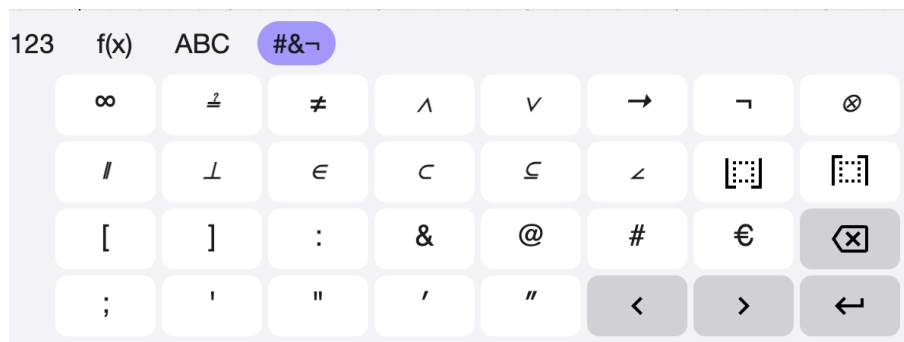 123 f(x) ABC #&¬
∞ ≟ ≠ ∧ ∨ → ¬ ⊗
∥ ⊥ ∈ ⊂ ⊆ ∠ ⌊⬚⌋ ⌈⬚⌉
[ ] : & @ # € ⌫
; ' " ′ ″ < > ↵